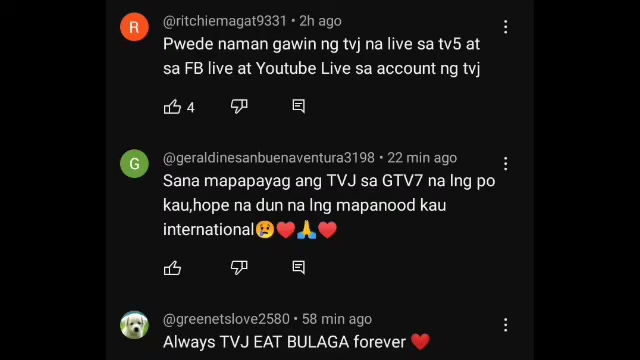 R
@ritchiemagat9331 • 2h ago
Pwede naman gawin ng tvj na live sa tv5 at
sa FB live at Youtube Live sa account ng tvj
4
G
@geraldinesanbuenaventura3198 • 22 min ago
Sana mapapayag ang TVJ sa GTV7 na lng po
kau,hope na dun na lng mapanood kau
international😢♥️🙏♥️
@greenetslove2580 • 58 min ago
Always TVJ EAT BULAGA forever ❤️